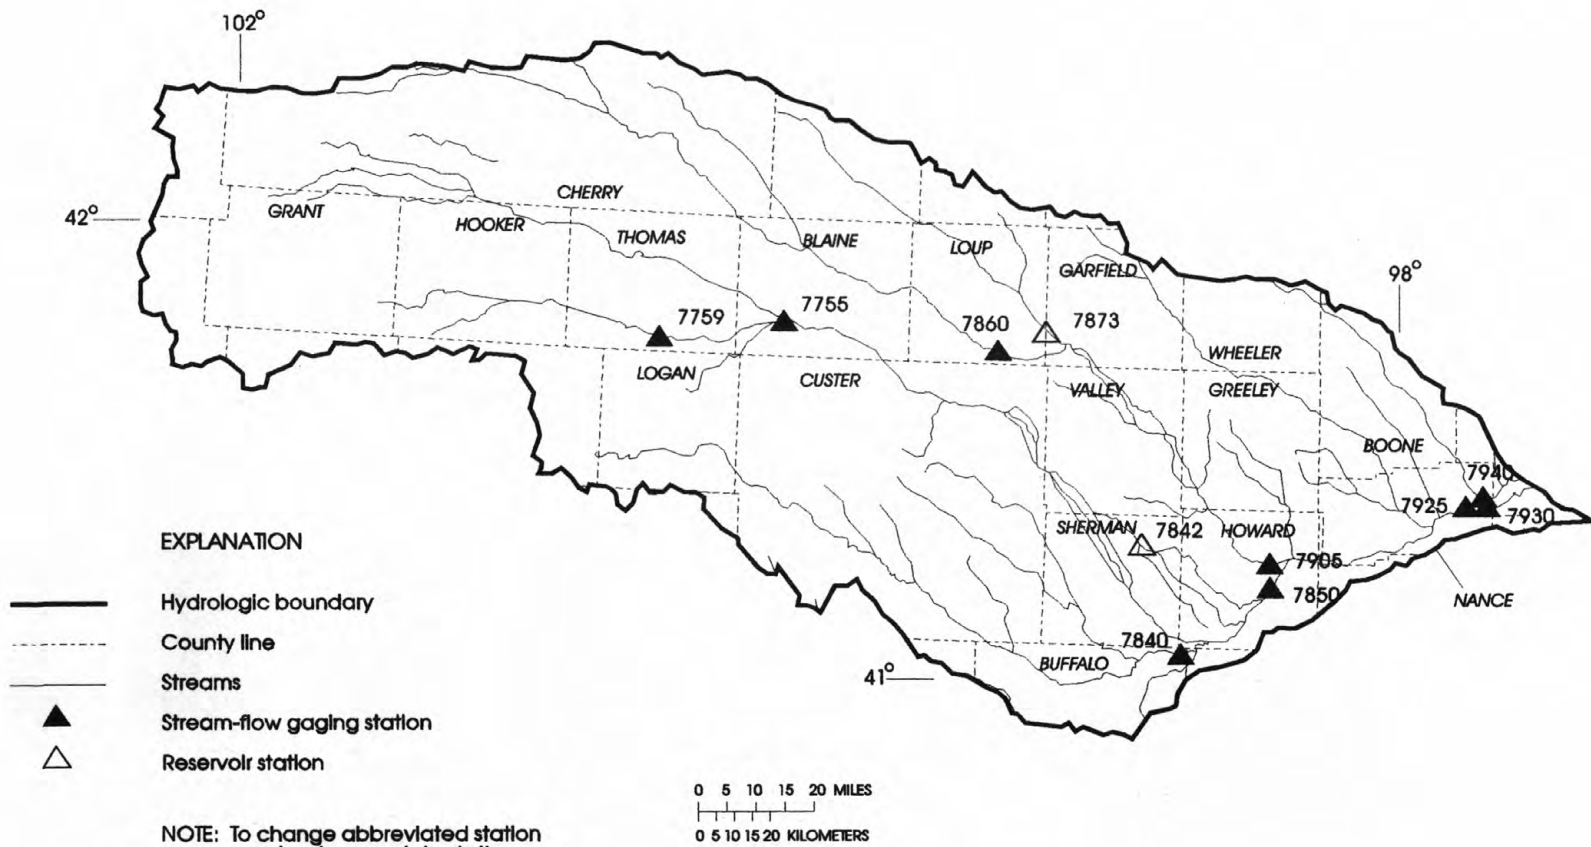 102°
42°
CHERRY
GRANT
HOOKER
THOMAS
BLAINE
LOUP
GARFIELD
98°
7759
7755
7860
7873
WHEELER
LOGAN
CUSTER
VALLEY
GREELEY
BOONE
7940
7925
7930
SHERMAN
7842
HOWARD
7905
7850
NANCE
7840
BUFFALO
41°
EXPLANATION
Hydrologic boundary
County line
Streams
Stream-flow gaging station
Reservoir station
0 5 10 15 20 MILES
0 5 10 15 20 KILOMETERS
NOTE: To change abbreviated station